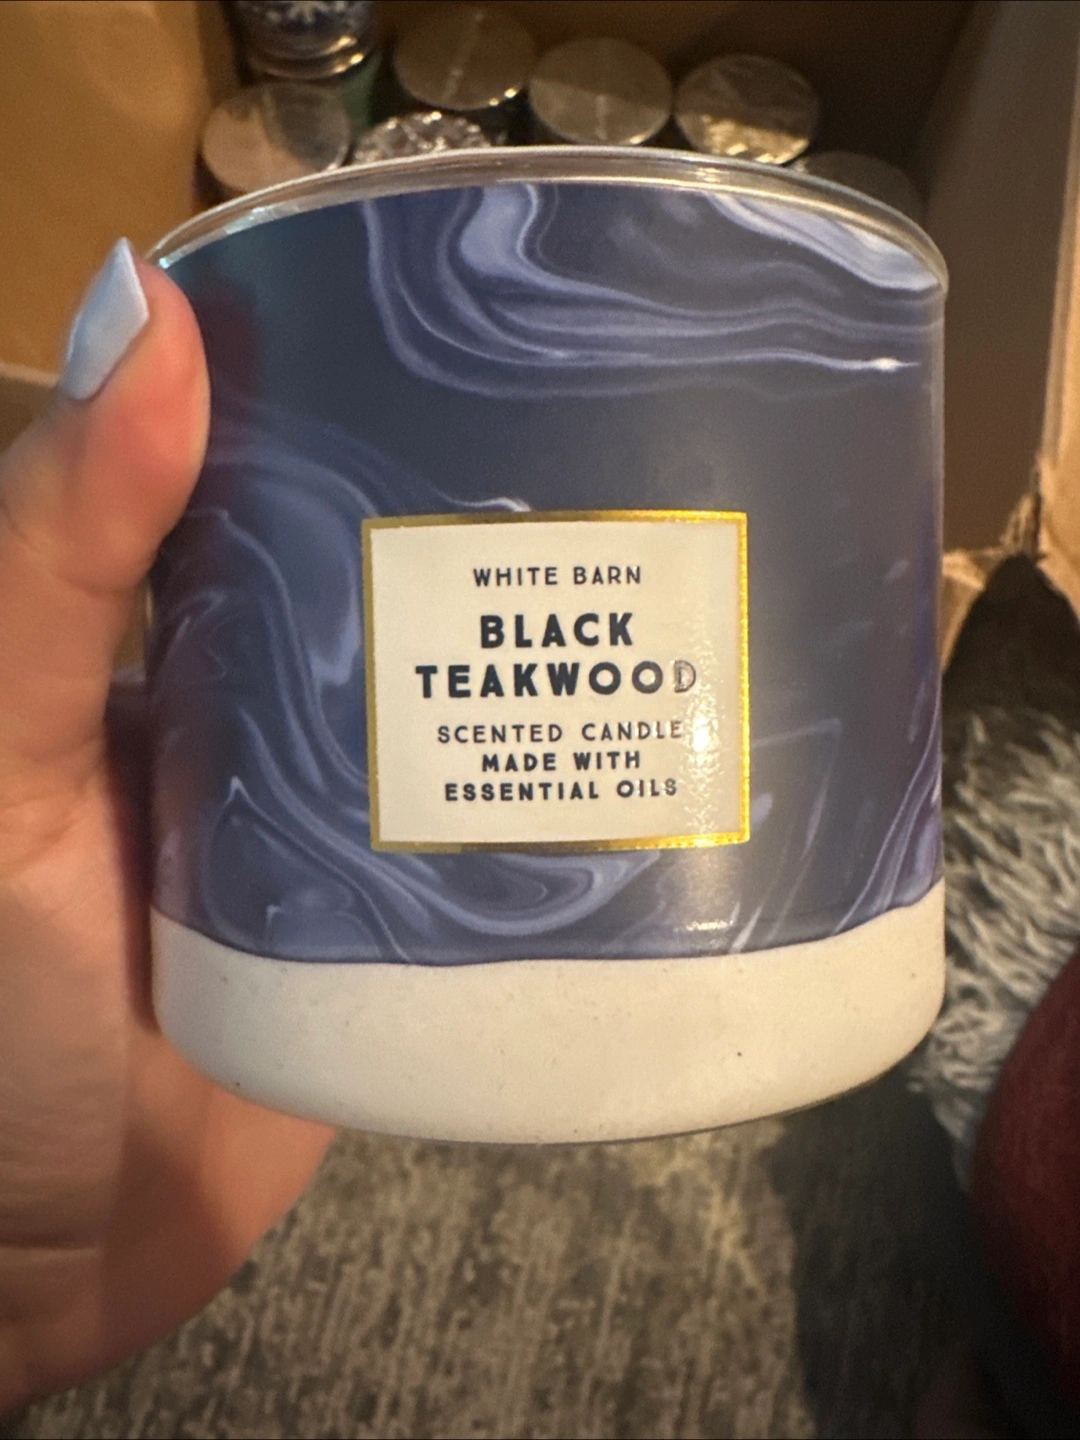 WHITE BARN
BLACK
TEAKWOOD
SCENTED CANDLE
MADE WITH
ESSENTIAL OILS